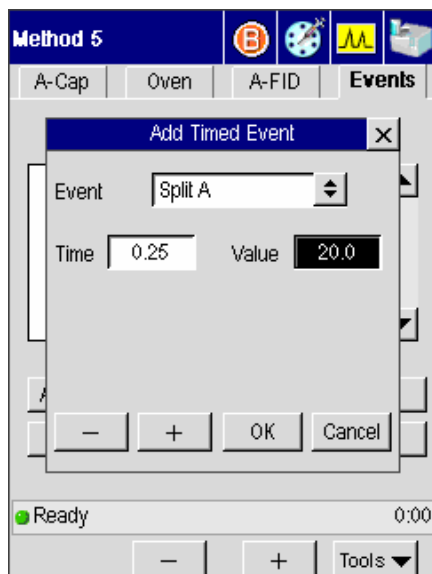 Method 5
B
A-Cap Oven A-FID Events
Add Timed Event
Event Split A
Time 0.25 Value 20.0
− + OK Cancel
Ready 0:00
− + Tools